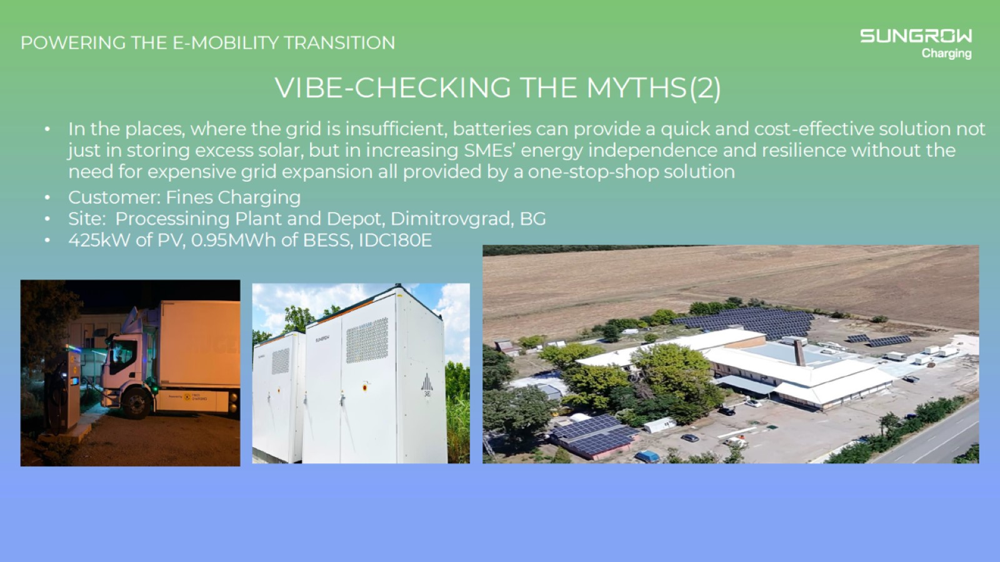 POWERING THE E-MOBILITY TRANSITION
SUNGROW
Charging
VIBE-CHECKING THE MYTHS(2)
• In the places, where the grid is insufficient, batteries can provide a quick and cost-effective solution not
just in storing excess solar, but in increasing SMEs’ energy independence and resilience without the
need for expensive grid expansion all provided by a one-stop-shop solution
• Customer: Fines Charging
• Site: Processining Plant and Depot, Dimitrovgrad, BG
• 425kW of PV, 0.95MWh of BESS, IDC180E
SUNGROW